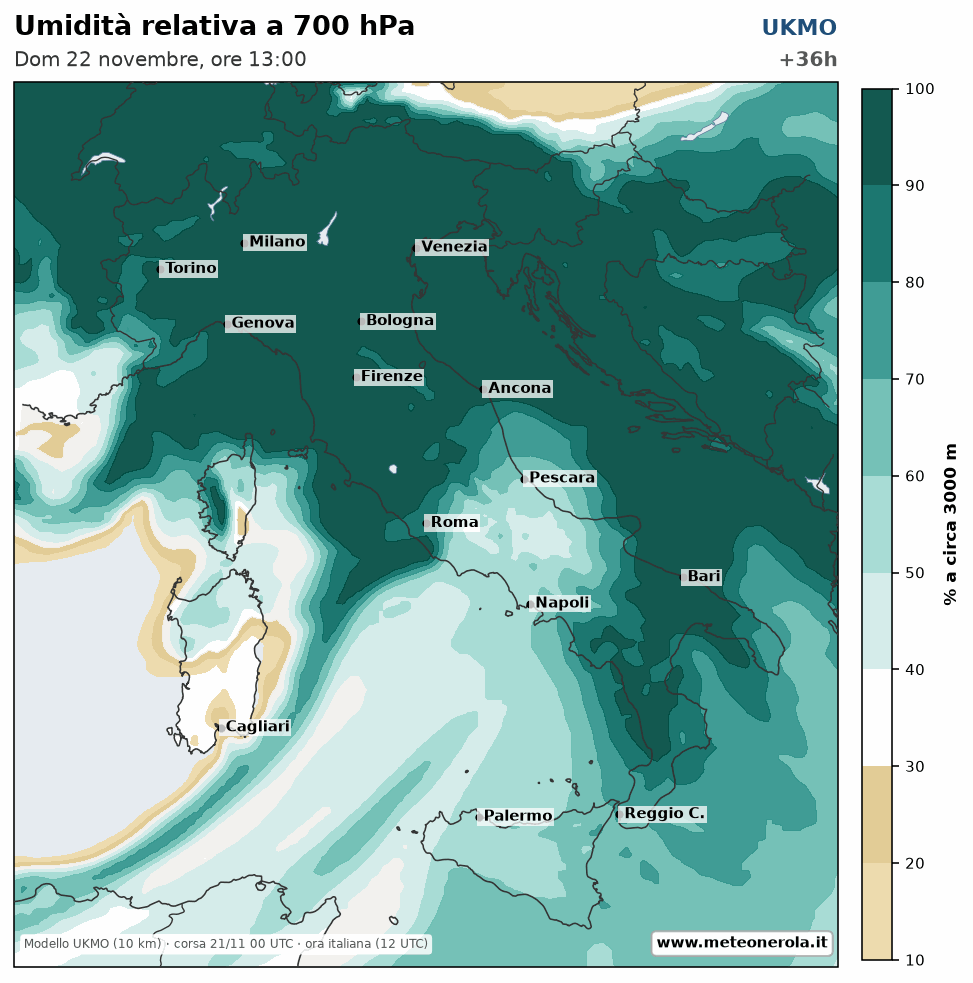 Umidità relativa a 700 hPa
UKMO
Dom 22 novembre, ore 13:00
+36h
Milano
Venezia
Torino
Genova
Bologna
Firenze
Ancona
Pescara
Roma
Bari
Napoli
Cagliari
Palermo
Reggio C.
100
90
80
70
60
50
40
30
20
10
% a circa 3000 m
Modello UKMO (10 km) · corsa 21/11 00 UTC · ora italiana (12 UTC)
www.meteonerola.it